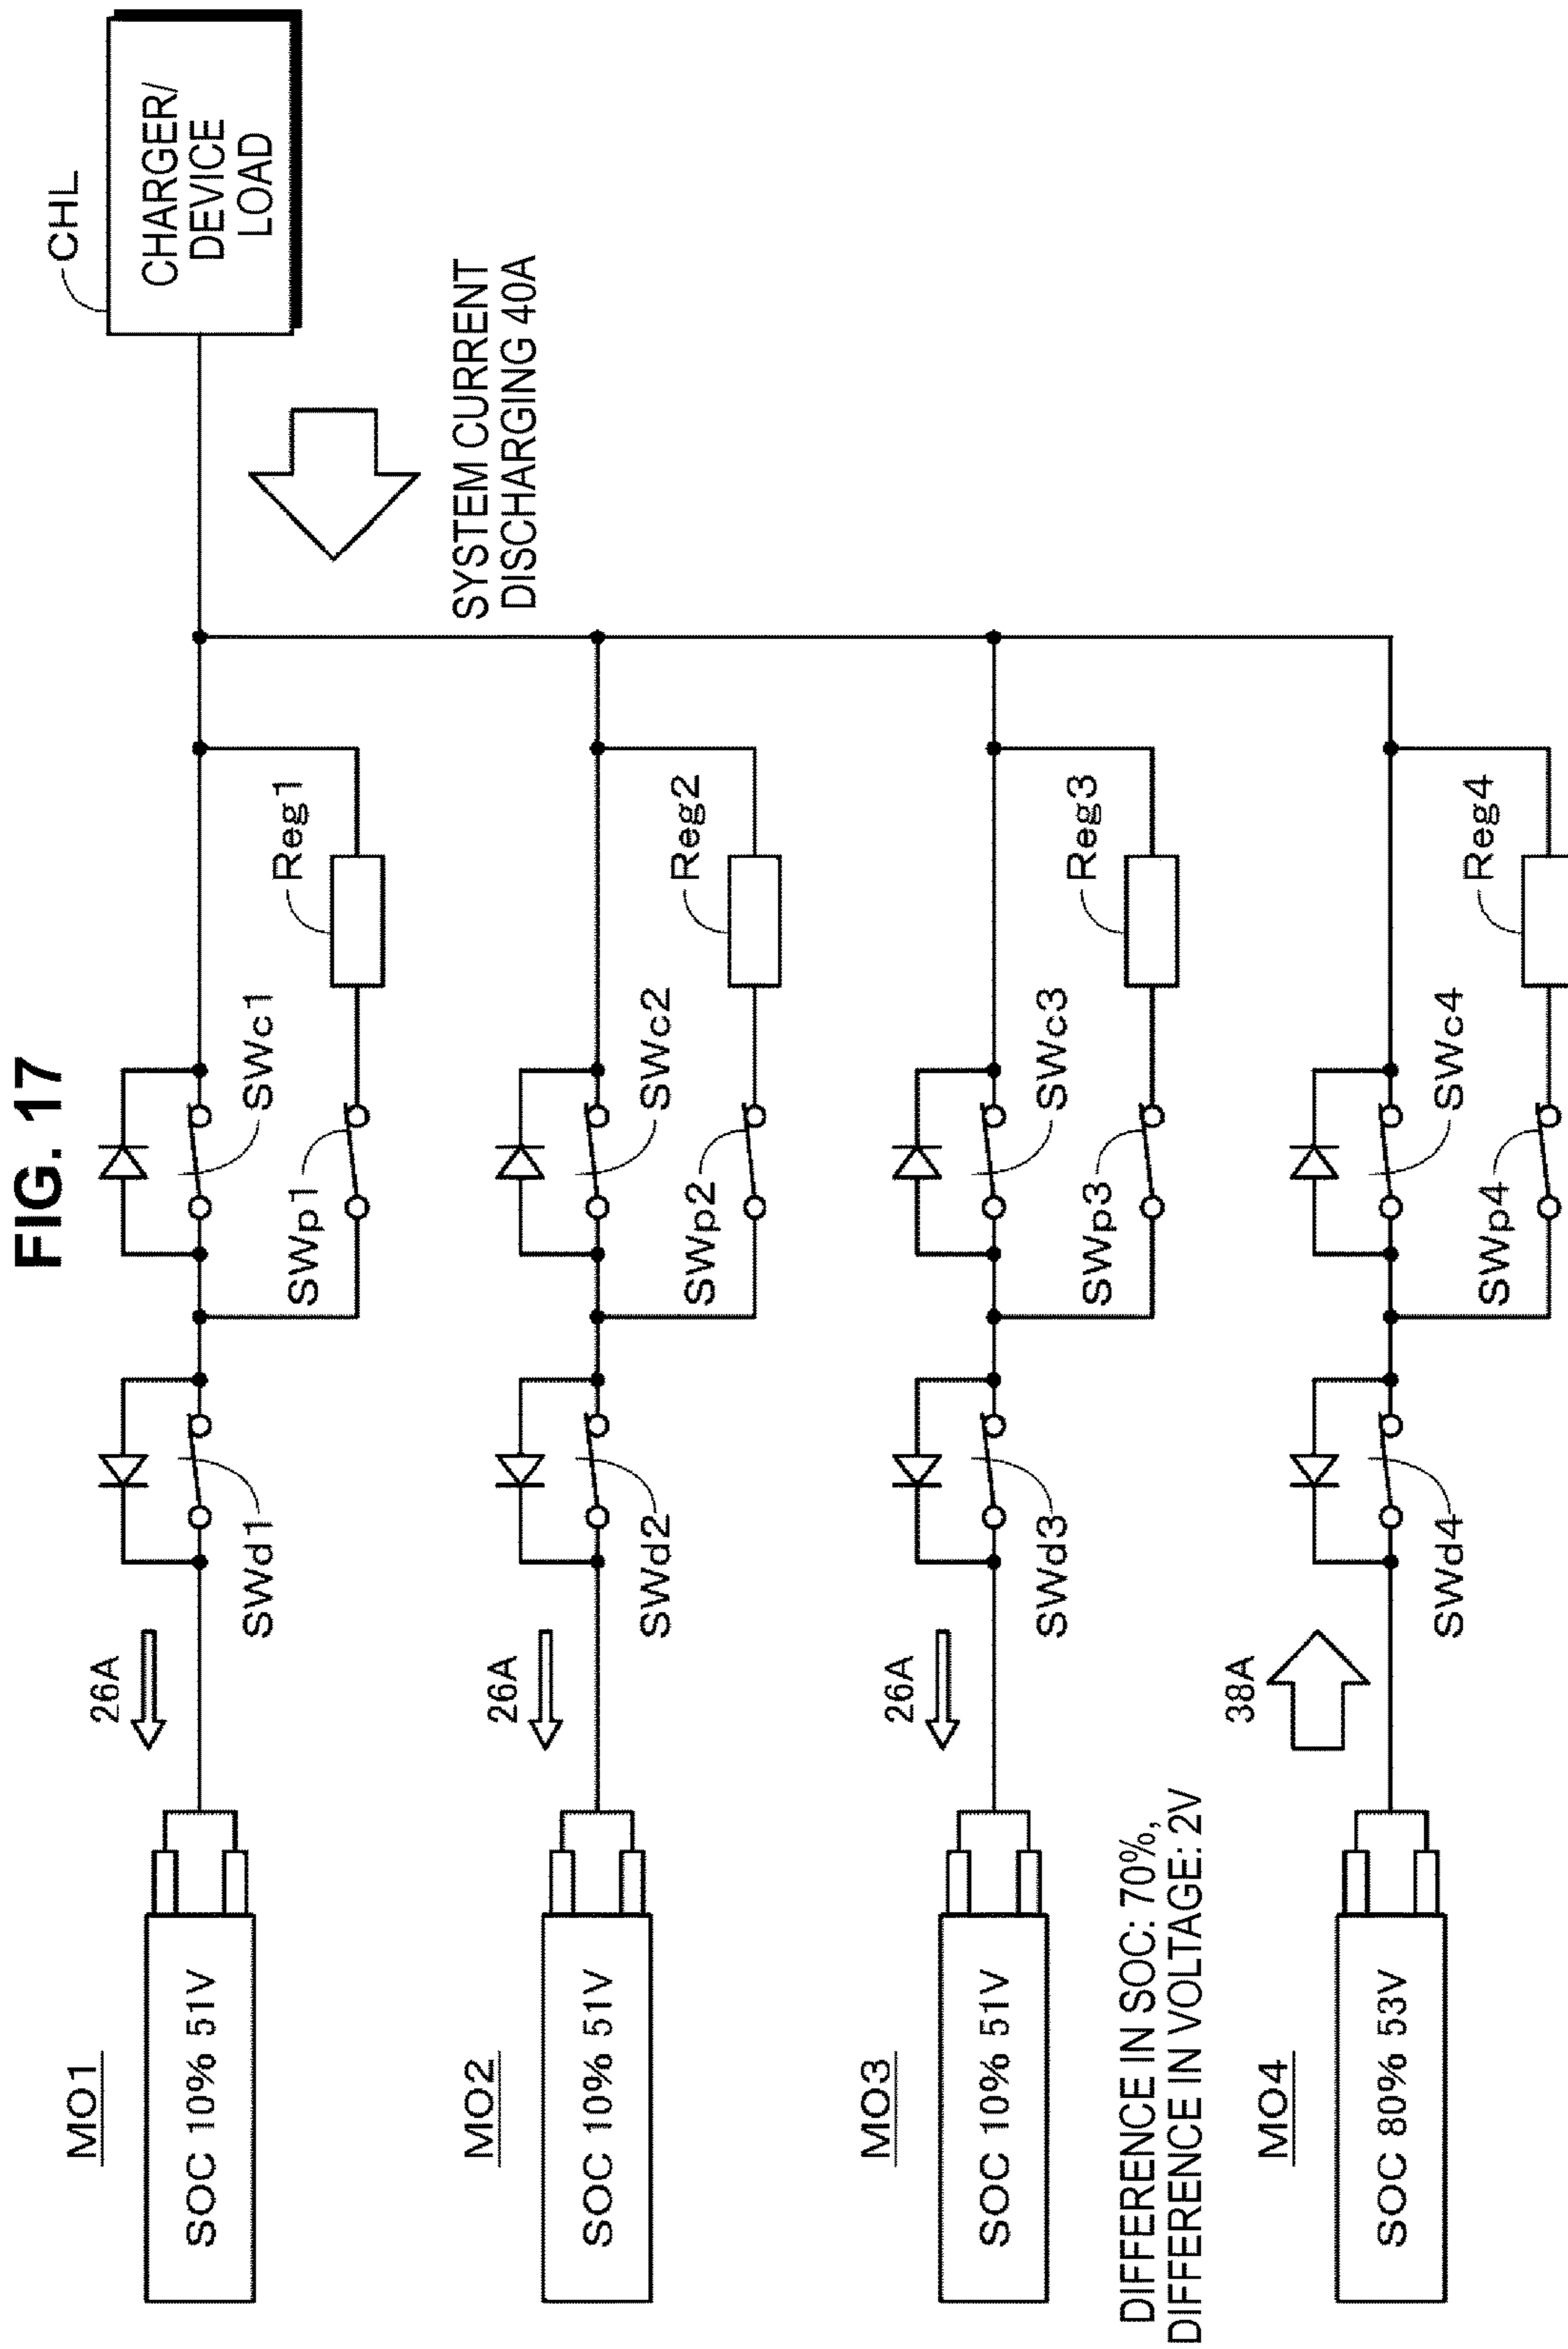 FIG. 17
CHL
CHARGER/
DEVICE
LOAD
SYSTEM CURRENT
DISCHARGING 40A
MO1
SOC 10% 51V
26A
SWd1
SWc1
SWp1
Reg1
MO2
SOC 10% 51V
26A
SWd2
SWc2
SWp2
Reg2
MO3
SOC 10% 51V
26A
SWd3
SWc3
SWp3
Reg3
DIFFERENCE IN SOC: 70%,
DIFFERENCE IN VOLTAGE: 2V
MO4
SOC 80% 53V
38A
SWd4
SWc4
SWp4
Reg4